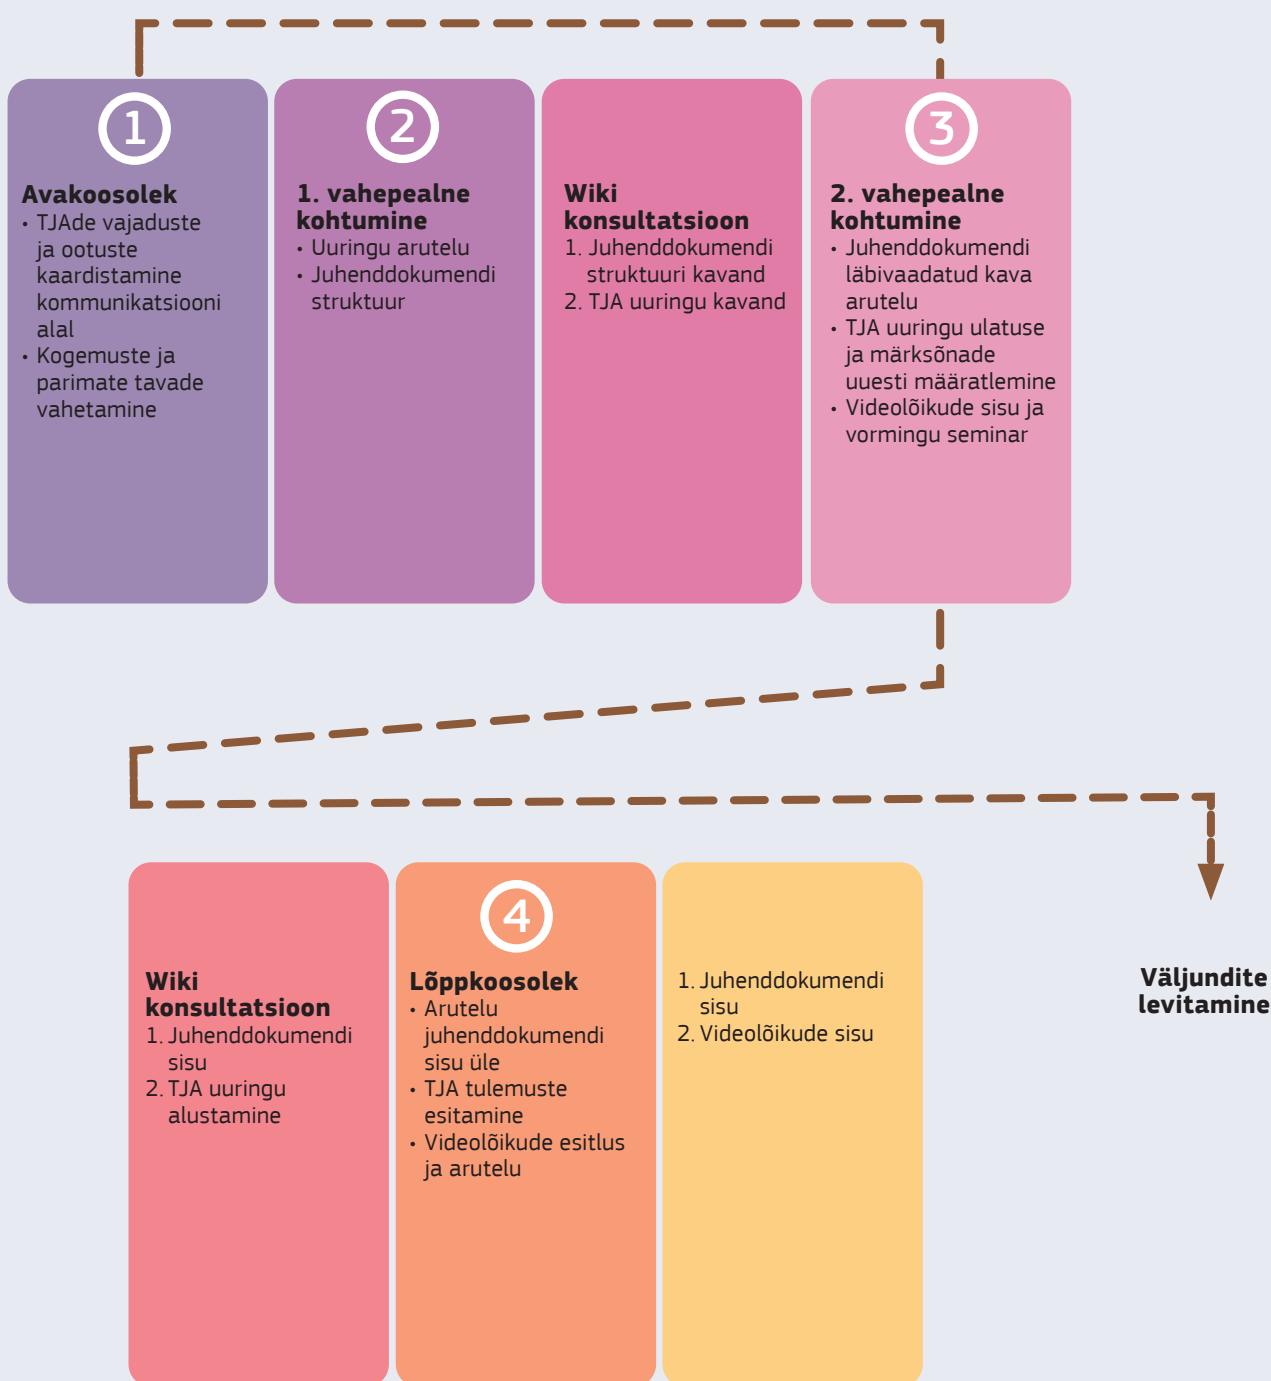 1
Avakoosolek
• TJAde vajaduste
ja ootuste
kaardistamine
kommunikatsiooni
alal
• Kogemuste ja
parimate tavade
vahetamine
2
1. vahepealne
kohtumine
• Uuringu arutelu
• Juhenddokumendi
struktuur
Wiki
konsultatsioon
1. Juhenddokumendi
struktuuri kavand
2. TJA uuringu kavand
3
2. vahepealne
kohtumine
• Juhenddokumendi
läbivaadatud kava
arutelu
• TJA uuringu ulatuse
ja märksõnade
uuesti määratlemine
• Videolõikude sisu ja
vormingu seminar
Wiki
konsultatsioon
1. Juhenddokumendi
sisu
2. TJA uuringu
alustamine
4
Lõppkoosolek
• Arutelu
juhenddokumendi
sisu üle
• TJA tulemuste
esitamine
• Videolõikude esitlus
ja arutelu
1. Juhenddokumendi
sisu
2. Videolõikude sisu
Väljundite
levitamine